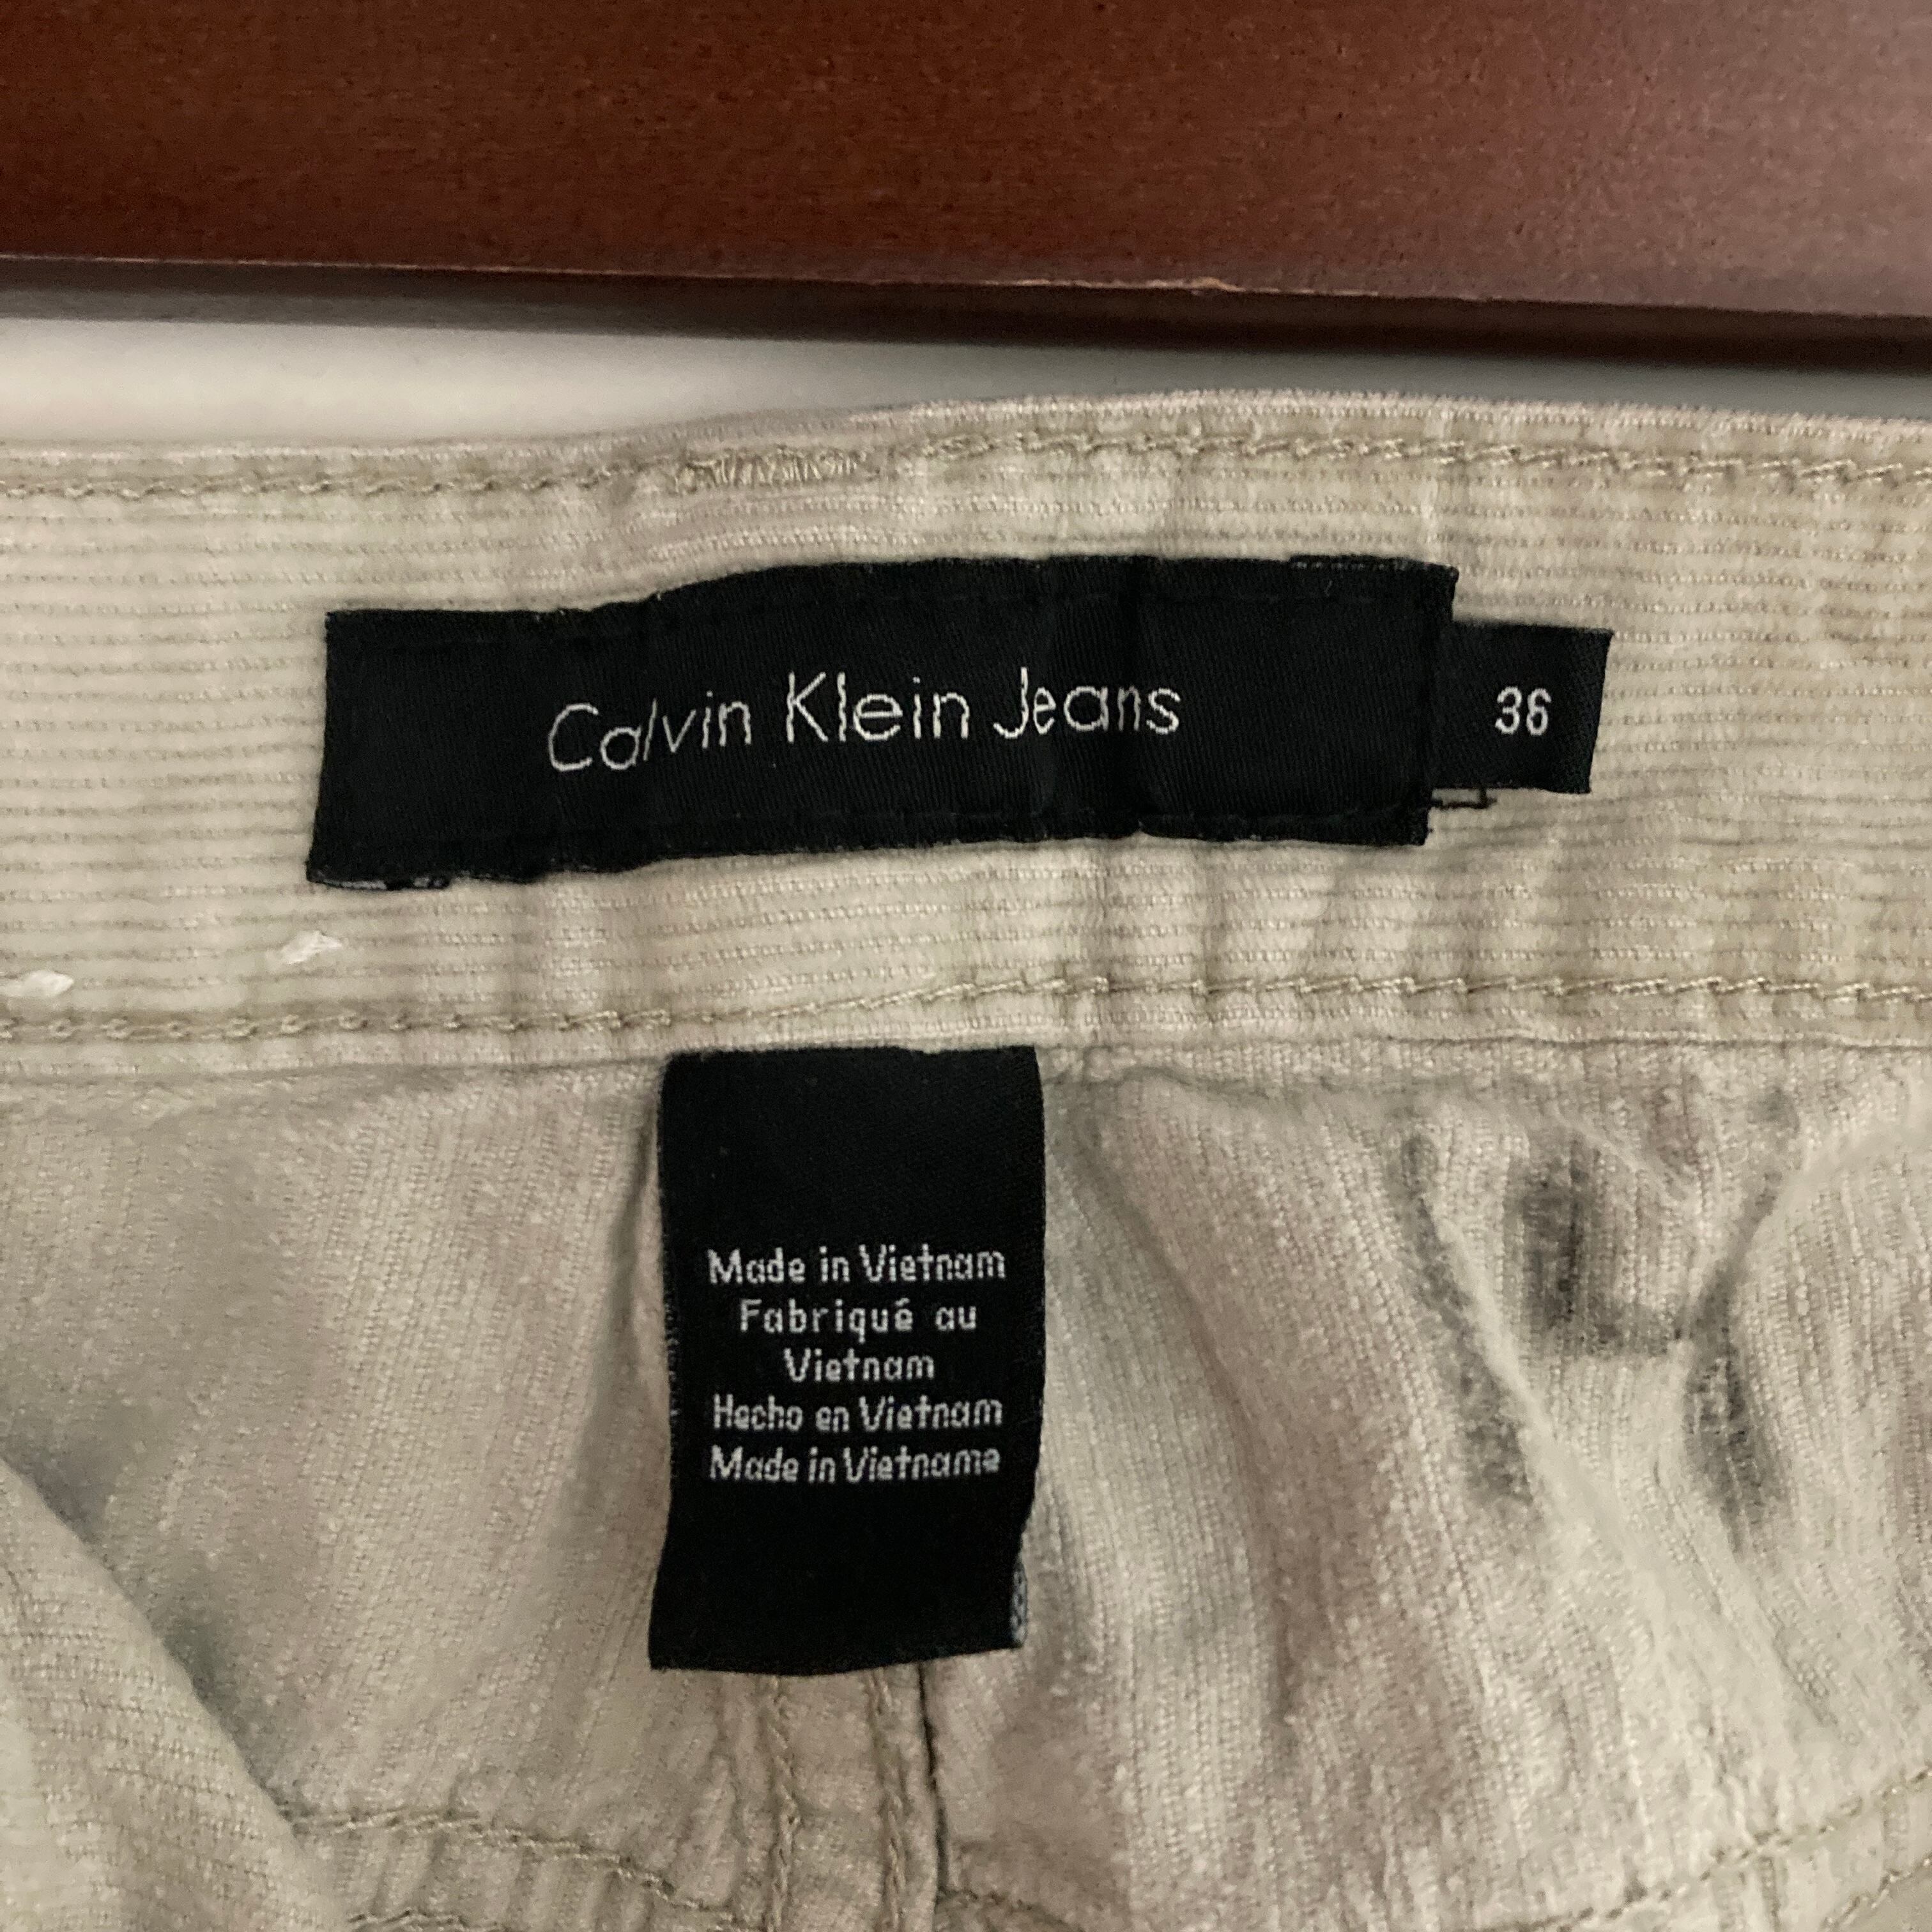 Calvin Klein Jeans
36
Made in Vietnam
Fabriqué au
Vietnam
Hecho en Vietnam
Made in Vietname